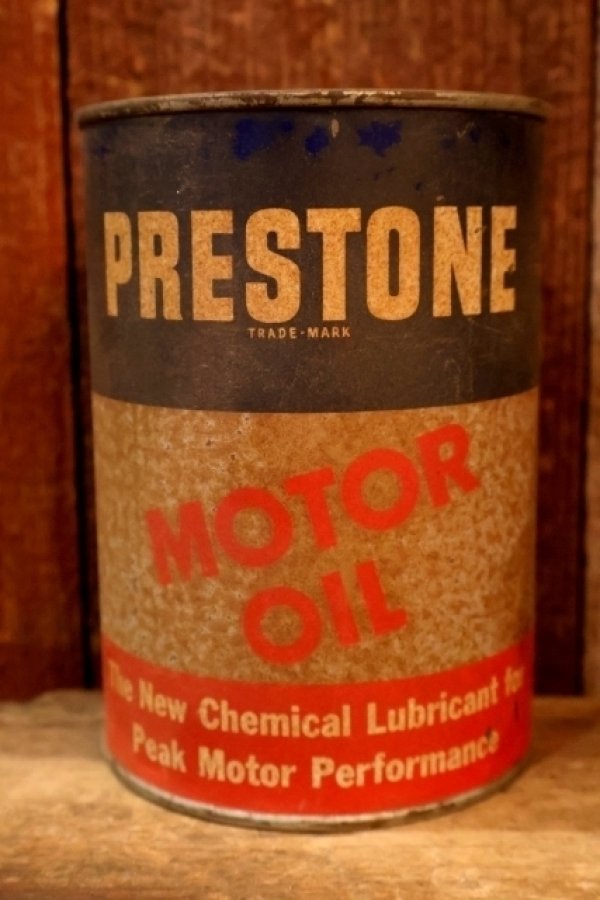 PRESTONE
TRADE-MARK
MOTOR
OIL
The New Chemical Lubricant for
Peak Motor Performance